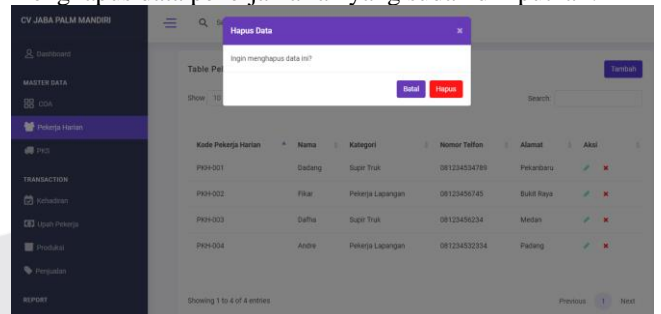 CV JABA PALM MANDIRI
Hapus Data ×
Ingin menghapus data ini?
Batal Hapus
Dashboard
MASTER DATA
COA
Pekerja Harian
PKS
TRANSACTION
Kehadiran
Upah Pekerja
Produksi
Penjualan
REPORT
Table Pe
Tambah
Show 10
Search:
Kode Pekerja Harian Nama Kategori Nomor Telfon Alamat Aksi
PKH-001 Dadang Supir Truk 081234534789 Pekanbaru
PKH-002 Fikar Pekerja Lapangan 08123456745 Bukit Raya
PKH-003 Daffia Supir Truk 08123456234 Medan
PKH-004 Andre Pekerja Lapangan 081234532334 Padang
Showing 1 to 4 of 4 entries
Previous 1 Next